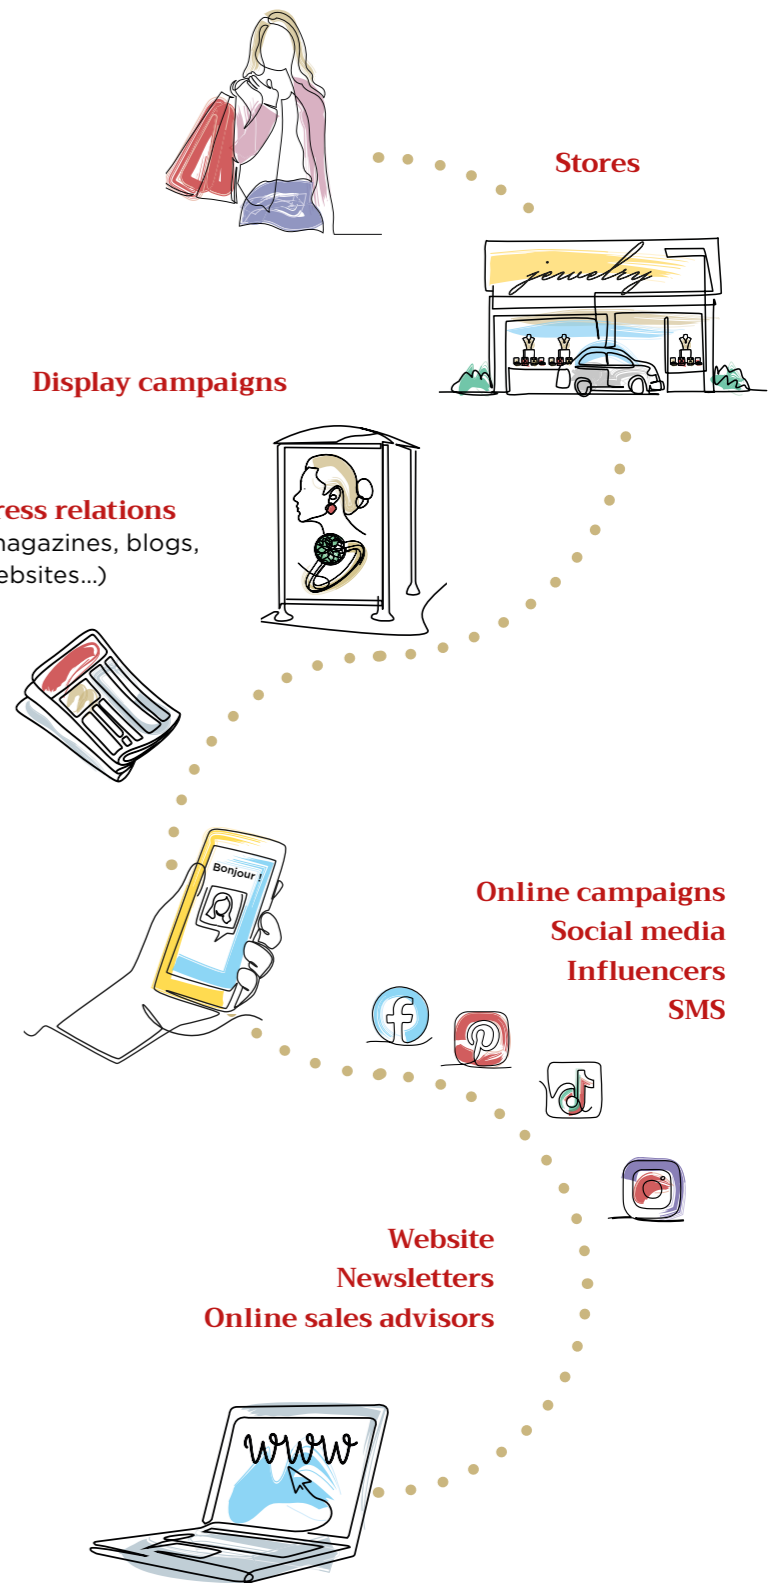 Stores
jewelry
Display campaigns
ress relations
nagazines, blogs,
ebsites...)
Bonjour !
Online campaigns
Social media
Influencers
SMS
Website
Newsletters
Online sales advisors
www